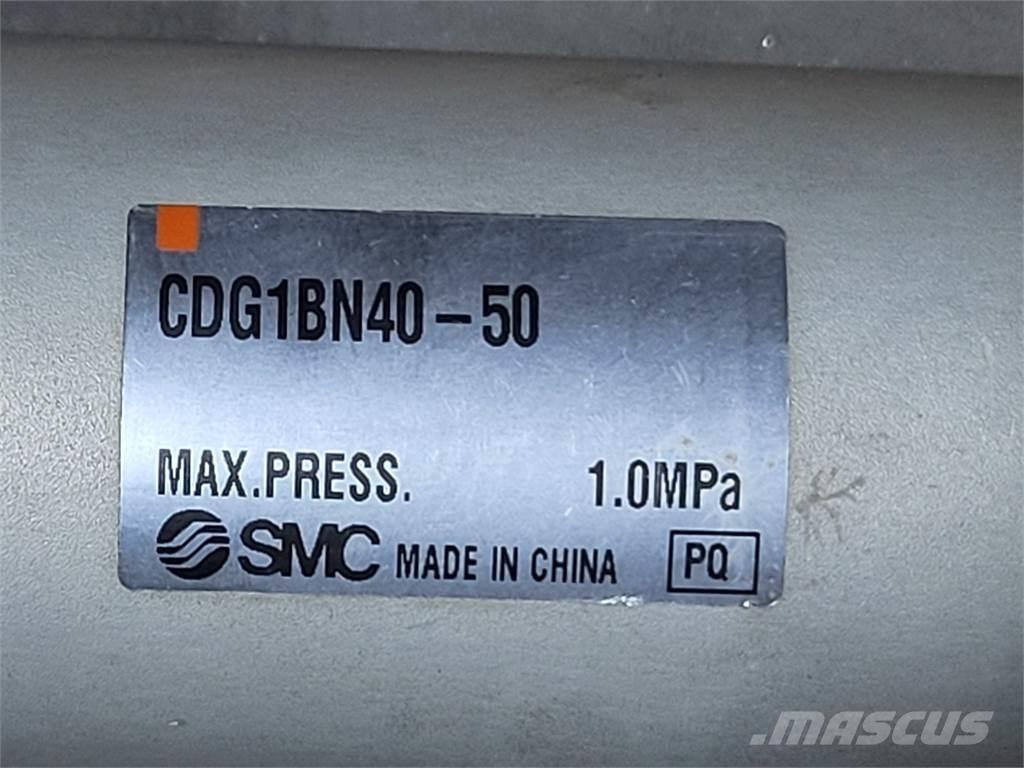 CDG1BN40-50
MAX.PRESS. 1.0MPa
SMC MADE IN CHINA PQ
MASCUS